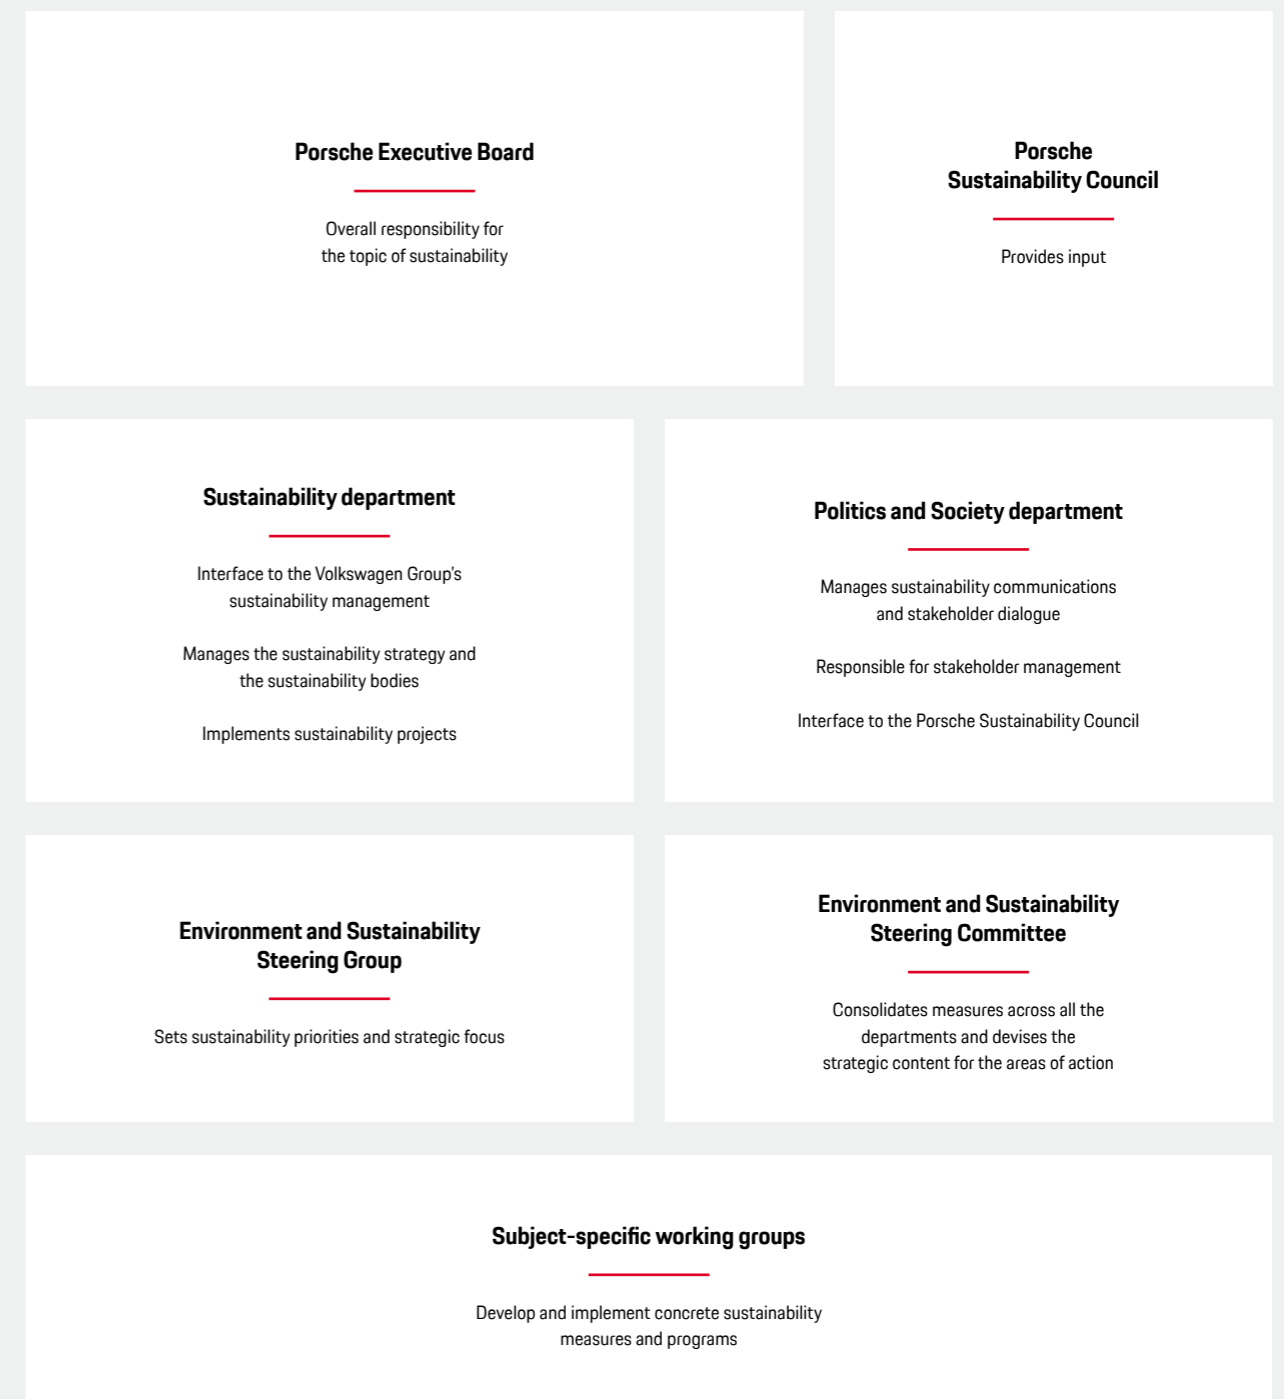 Porsche Executive Board
Overall responsibility for
the topic of sustainability
Porsche
Sustainability Council
Provides input
Sustainability department
Interface to the Volkswagen Group's
sustainability management
Manages the sustainability strategy and
the sustainability bodies
Implements sustainability projects
Politics and Society department
Manages sustainability communications
and stakeholder dialogue
Responsible for stakeholder management
Interface to the Porsche Sustainability Council
Environment and Sustainability
Steering Group
Sets sustainability priorities and strategic focus
Environment and Sustainability
Steering Committee
Consolidates measures across all the
departments and devises the
strategic content for the areas of action
Subject-specific working groups
Develop and implement concrete sustainability
measures and programs